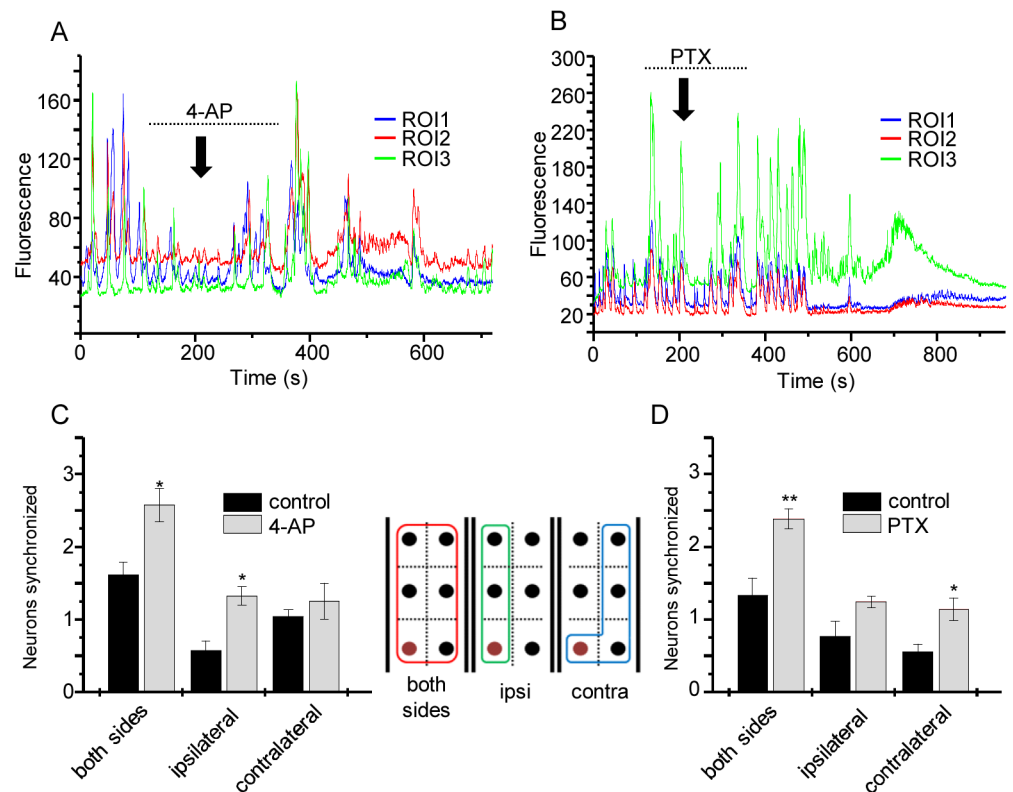 A
4-AP
ROI1
ROI2
ROI3
Fluorescence
160
120
80
40
0
200
400
600
Time (s)
B
PTX
ROI1
ROI2
ROI3
Fluorescence
300
260
220
180
140
100
60
20
0
200
400
600
800
Time (s)
C
Neurons synchronized
3
2
1
0
*
*
control
4-AP
both sides
ipsilateral
contralateral
both
sides
ipsi
contra
D
Neurons synchronized
3
2
1
0
**
*
control
PTX
both sides
ipsilateral
contralateral